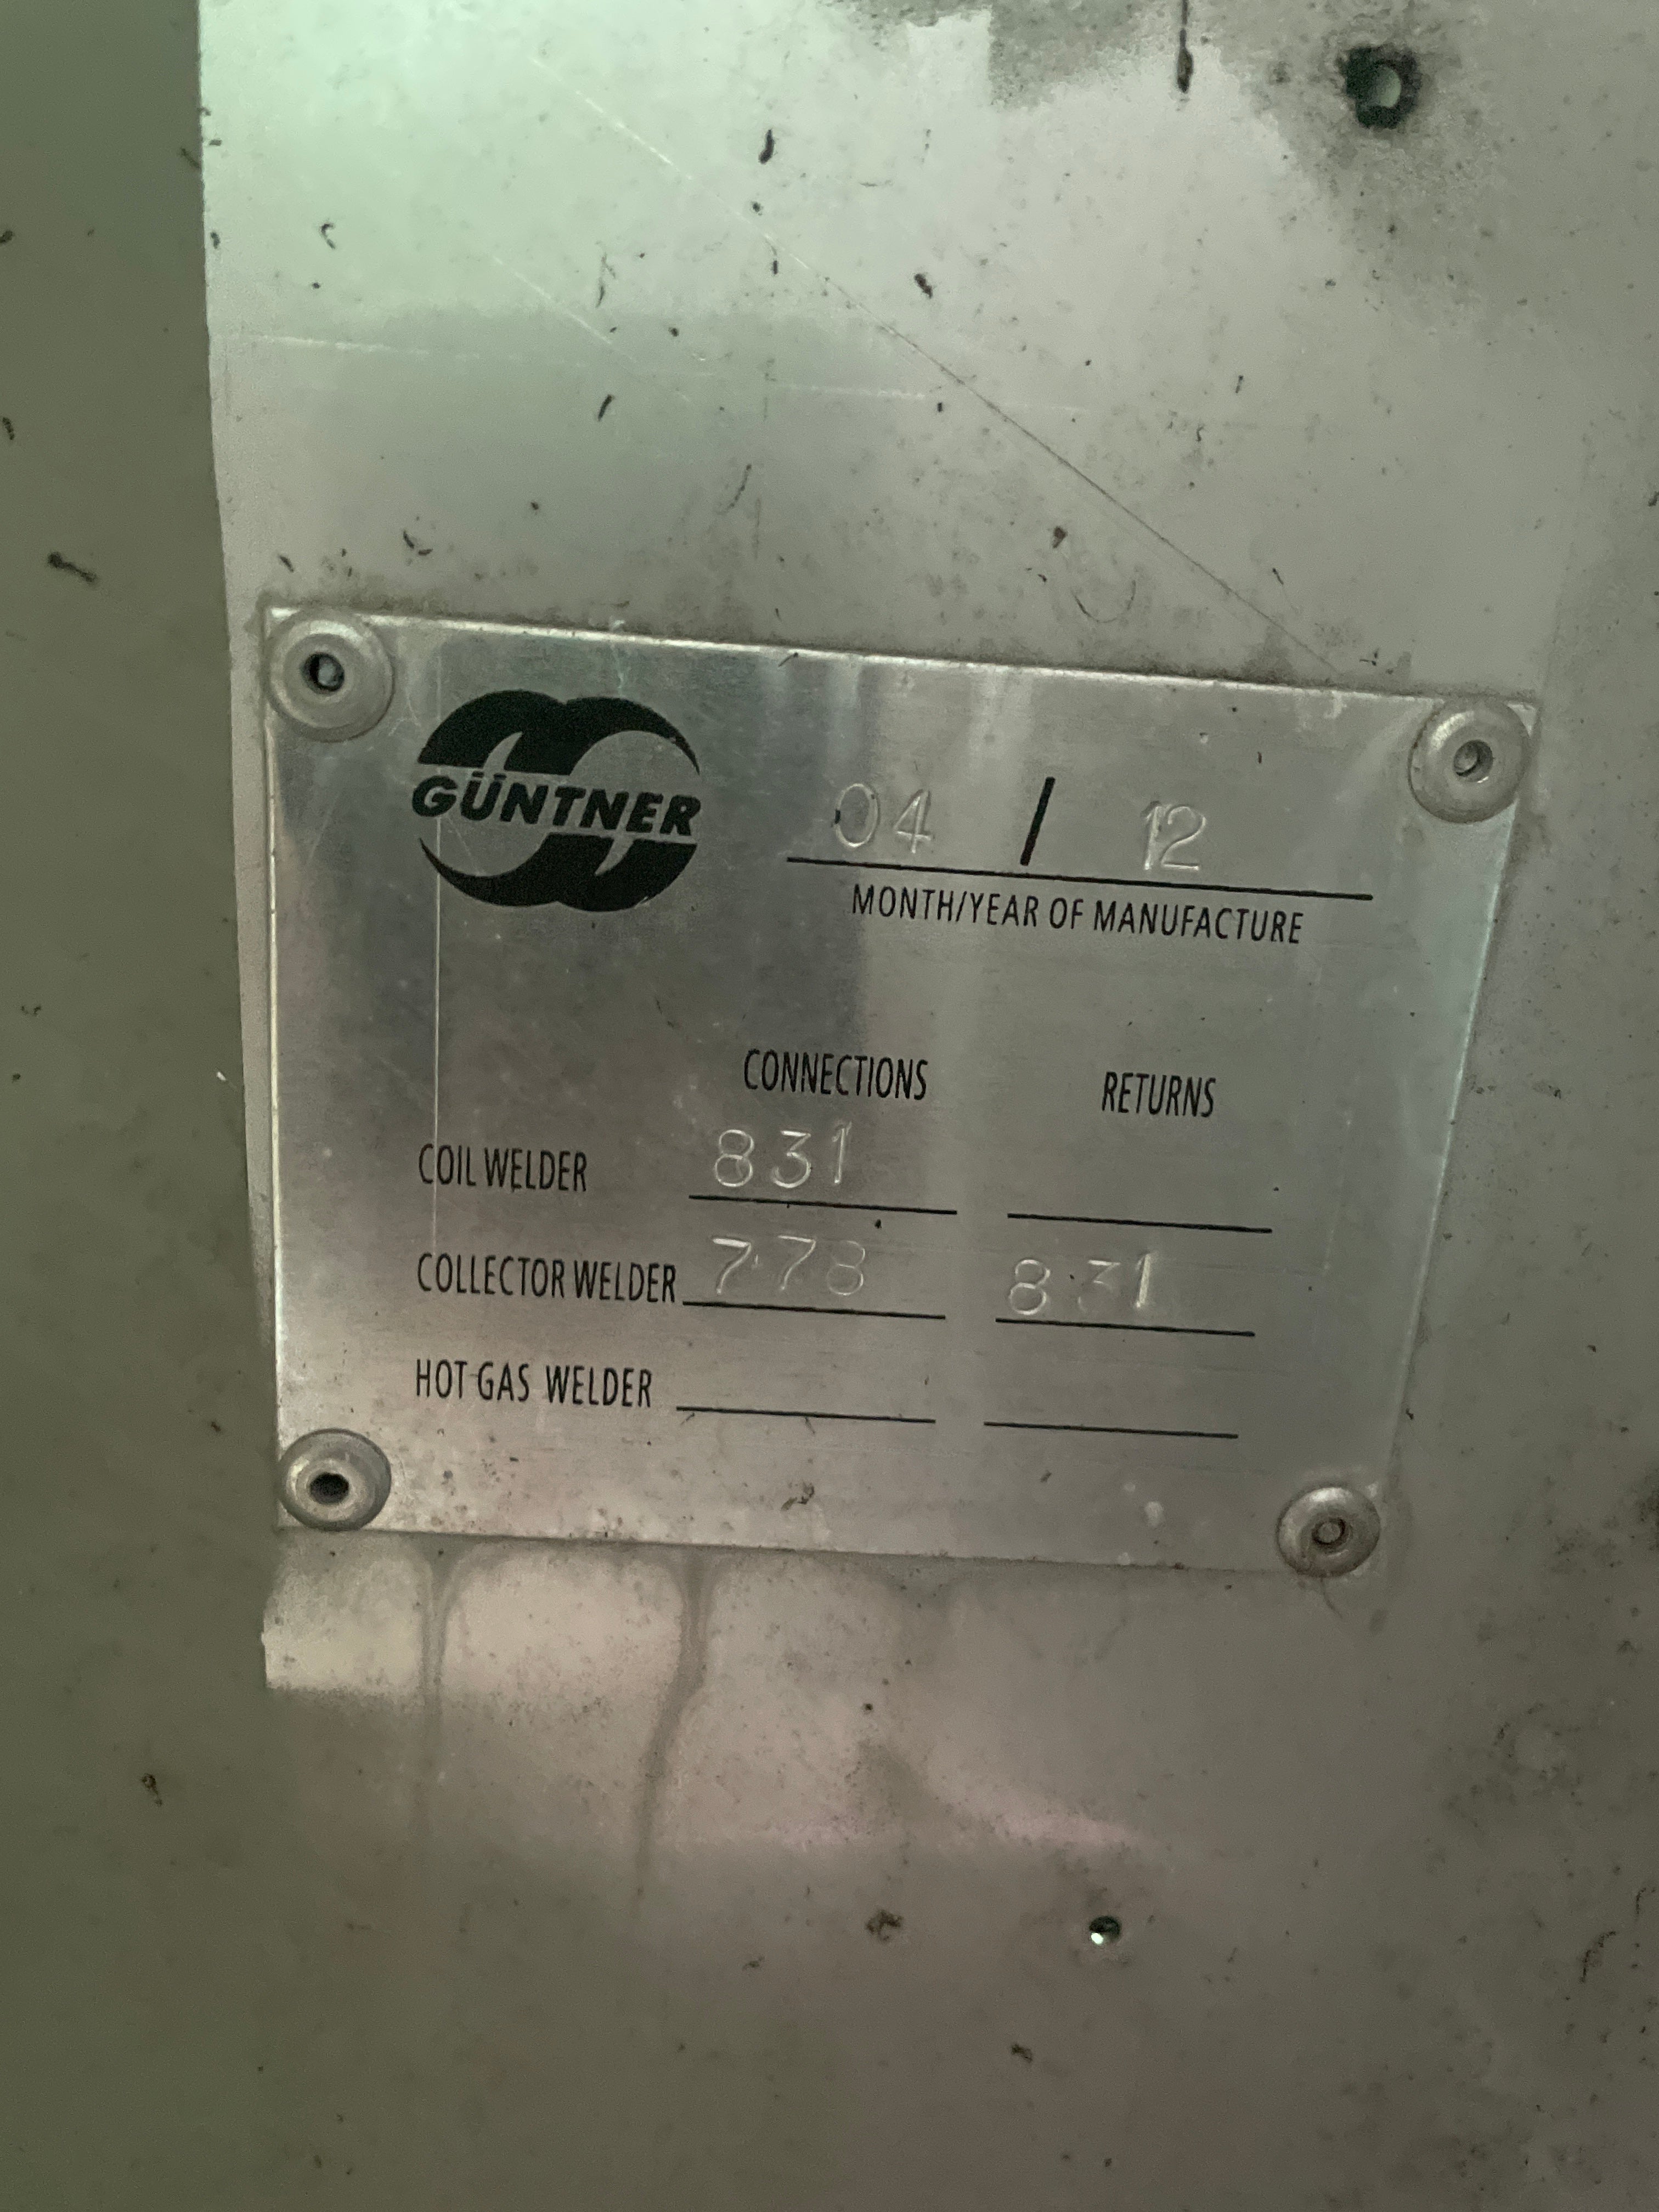 GÜNTNER
04 / 12
MONTH/YEAR OF MANUFACTURE
CONNECTIONS RETURNS
COIL WELDER 831
COLLECTOR WELDER 778 831
HOT GAS WELDER